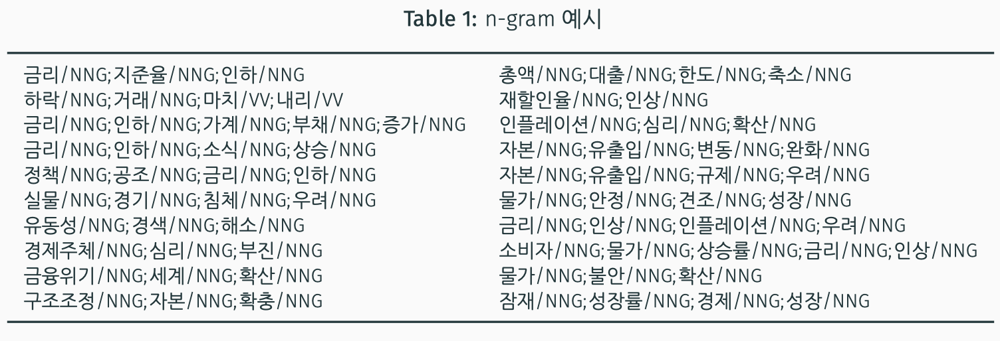 Table 1: n-gram 예시
금리/NNG;지준율/NNG;인하/NNG
하락/NNG;거래/NNG;마치/VV;내리/VV
금리/NNG;인하/NNG;가계/NNG;부채/NNG;증가/NNG
금리/NNG;인하/NNG;소식/NNG;상승/NNG
정책/NNG;공조/NNG;금리/NNG;인하/NNG
실물/NNG;경기/NNG;침체/NNG;우려/NNG
유동성/NNG;경색/NNG;해소/NNG
경제주체/NNG;심리/NNG;부진/NNG
금융위기/NNG;세계/NNG;확산/NNG
구조조정/NNG;자본/NNG;확충/NNG
총액/NNG;대출/NNG;한도/NNG;축소/NNG
재할인율/NNG;인상/NNG
인플레이션/NNG;심리/NNG;확산/NNG
자본/NNG;유출입/NNG;변동/NNG;완화/NNG
자본/NNG;유출입/NNG;규제/NNG;우려/NNG
물가/NNG;안정/NNG;견조/NNG;성장/NNG
금리/NNG;인상/NNG;인플레이션/NNG;우려/NNG
소비자/NNG;물가/NNG;상승률/NNG;금리/NNG;인상/NNG
물가/NNG;불안/NNG;확산/NNG
잠재/NNG;성장률/NNG;경제/NNG;성장/NNG